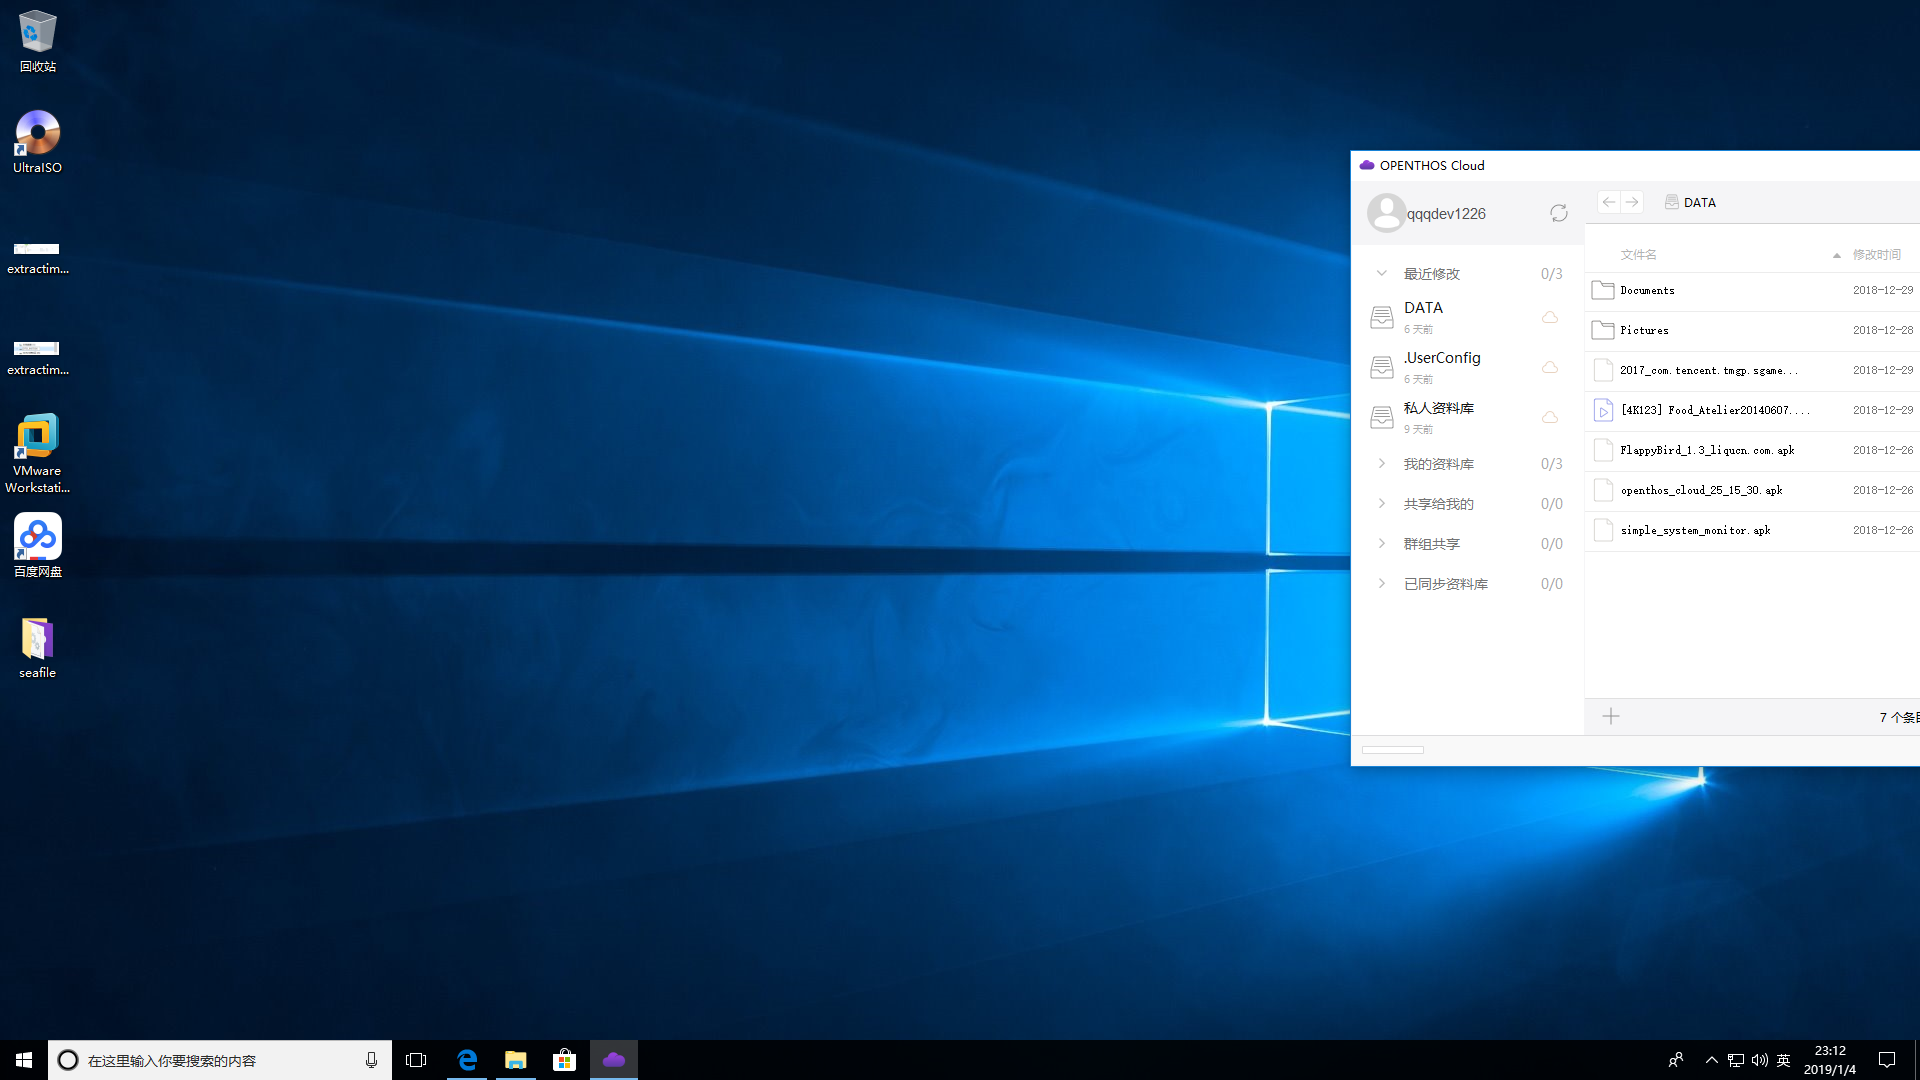 回收站
UltraISO
extractim...
extractim...
VMware
Workstati...
百度网盘
seafile
OPENTHOS Cloud
qqqdev1226
最近修改 0/3
DATA
6 天前
.UserConfig
6 天前
私人资料库
9 天前
我的资料库 0/3
共享给我的 0/0
群组共享 0/0
已同步资料库 0/0
DATA
文件名 修改时间
Documents 2018-12-29
Pictures 2018-12-28
2017_com.tencent.tmgp.sgame... 2018-12-29
[4K123] Food_Atelier20140607.... 2018-12-29
FlappyBird_1.3_liqucn.com.apk 2018-12-26
openthos_cloud_25_15_30.apk 2018-12-26
simple_system_monitor.apk 2018-12-26
7 个条
在这里输入你要搜索的内容
英
23:12
2019/1/4